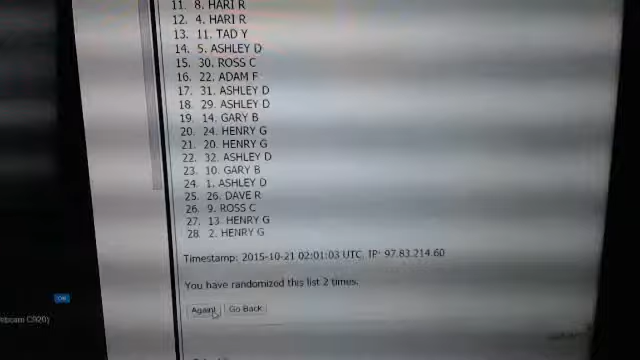 11. 8. HARI R
12. 4. HARI R
13. 11. TAD Y
14. 5. ASHLEY D
15. 30. ROSS C
16. 22. ADAM F
17. 31. ASHLEY D
18. 29. ASHLEY D
19. 14. GARY B
20. 24. HENRY G
21. 20. HENRY G
22. 32. ASHLEY D
23. 10. GARY B
24. 1. ASHLEY D
25. 26. DAVE R
26. 9. ROSS C
27. 13. HENRY G
28. 2. HENRY G
Timestamp: 2015-10-21 02:01:03 UTC. IP: 97.83.214.60
You have randomized this list 2 times.
Again! Go Back
OK
ebcam C920)